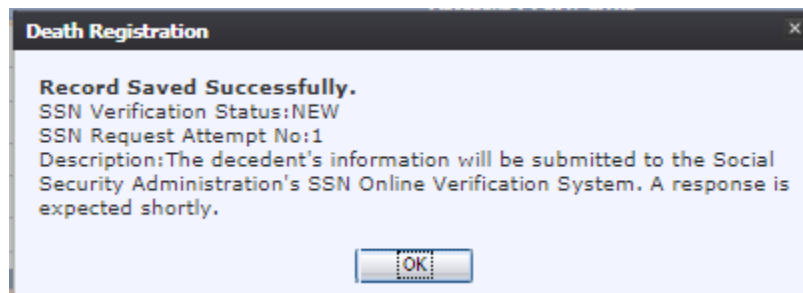 Death Registration
x
Record Saved Successfully.
SSN Verification Status:NEW
SSN Request Attempt No:1
Description:The decedent's information will be submitted to the Social
Security Administration's SSN Online Verification System. A response is
expected shortly.
OK